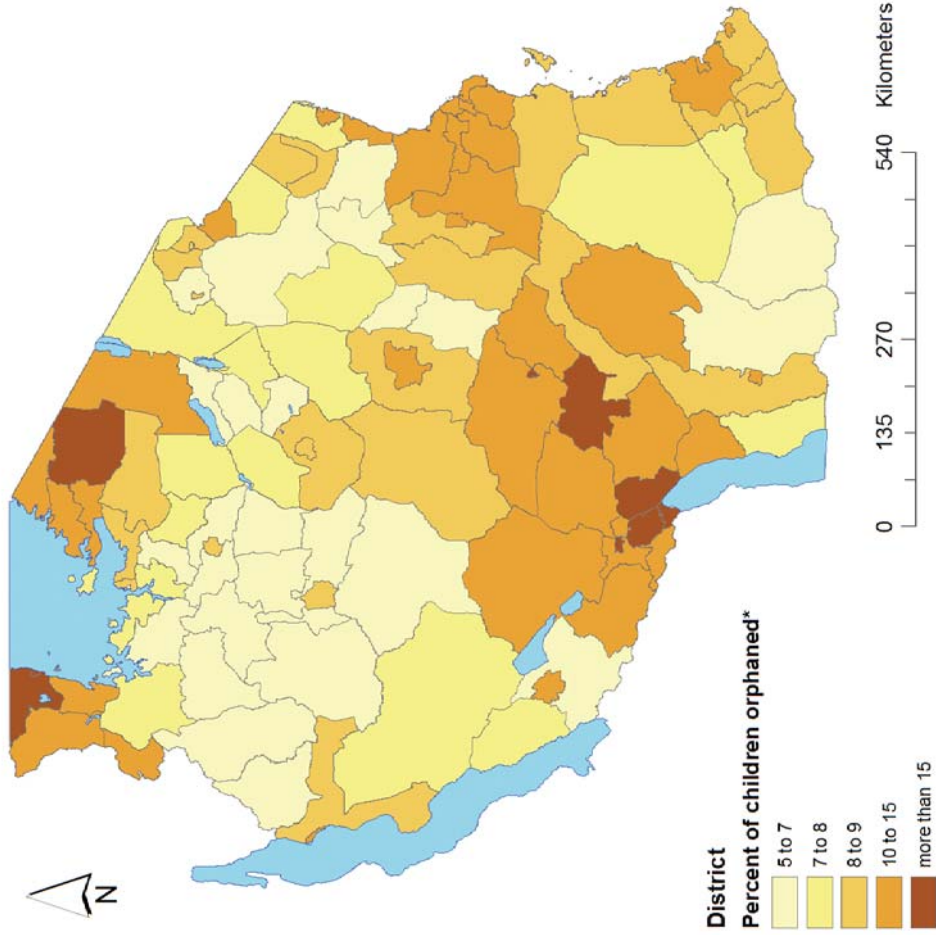 N
District
Percent of children orphaned*
5 to 7
7 to 8
8 to 9
10 to 15
more than 15
0 135 270 540 Kilometers